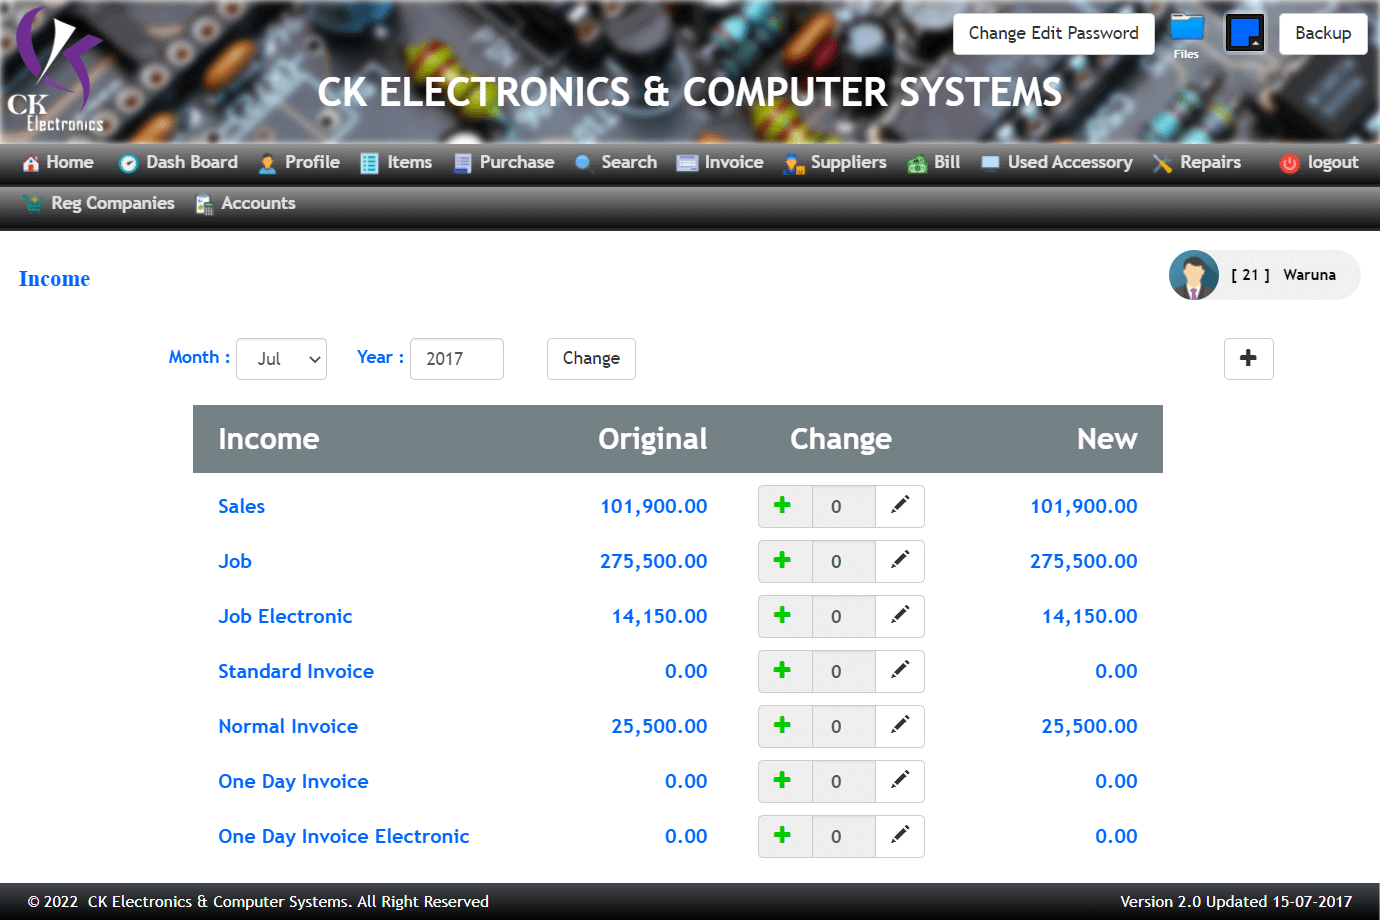 CK
Electronics
Change Edit Password
Files
Backup
CK ELECTRONICS & COMPUTER SYSTEMS
Home Dash Board Profile Items Purchase Search Invoice Suppliers Bill Used Accessory Repairs logout
Reg Companies Accounts
Income
[ 21 ] Waruna
Month : Jul Year : 2017 Change
Income Original Change New
Sales 101,900.00 0 101,900.00
Job 275,500.00 0 275,500.00
Job Electronic 14,150.00 0 14,150.00
Standard Invoice 0.00 0 0.00
Normal Invoice 25,500.00 0 25,500.00
One Day Invoice 0.00 0 0.00
One Day Invoice Electronic 0.00 0 0.00
© 2022 CK Electronics & Computer Systems. All Right Reserved Version 2.0 Updated 15-07-2017